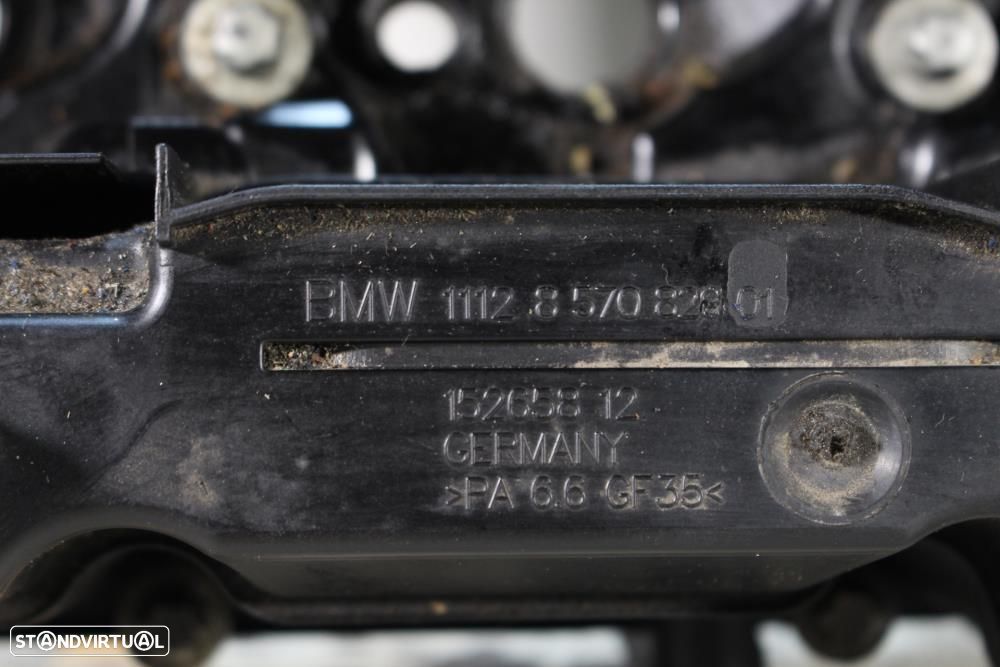 BMW 1112 8 570 828 01
152658 12
GERMANY
>PA 6.6 GF35<
STANDVIRTUAL